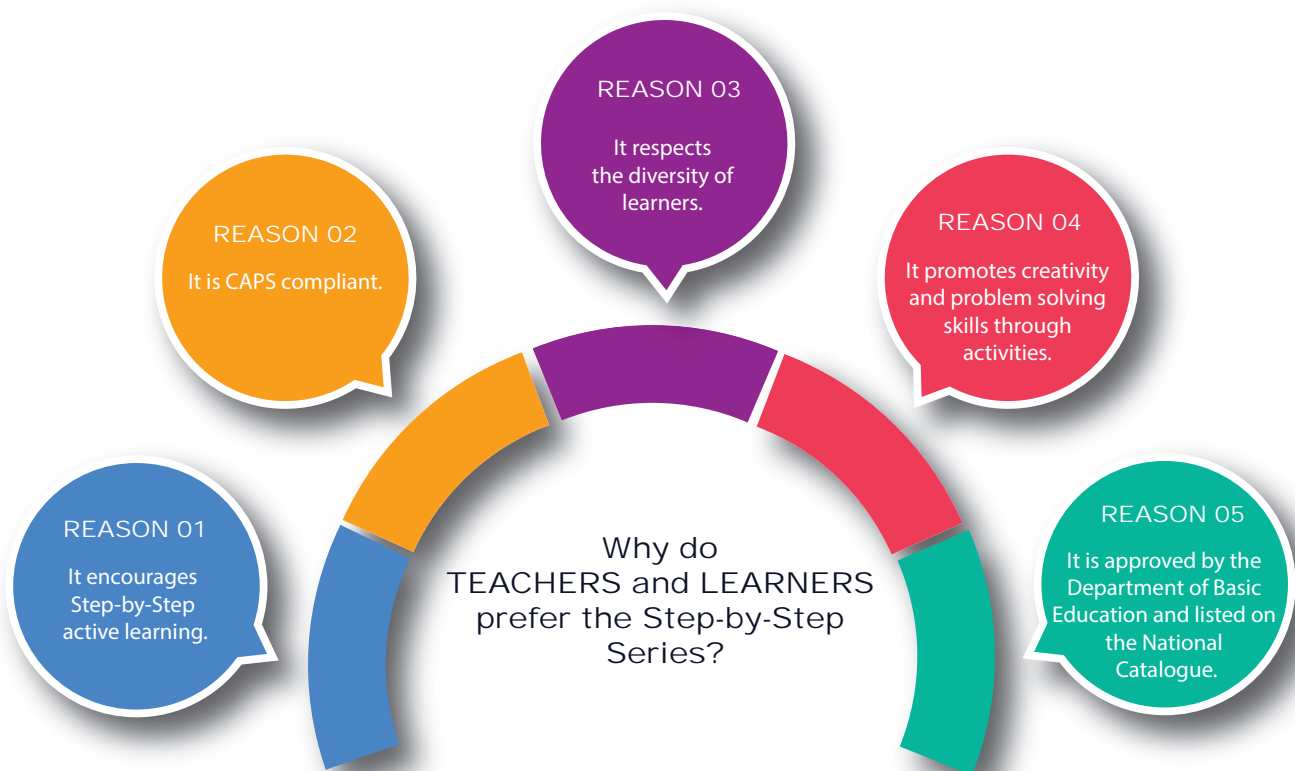 REASON 01
It encourages
Step-by-Step
active learning.
REASON 02
It is CAPS compliant.
REASON 03
It respects
the diversity of
learners.
REASON 04
It promotes creativity
and problem solving
skills through
activities.
REASON 05
It is approved by the
Department of Basic
Education and listed on
the National
Catalogue.
Why do
TEACHERS and LEARNERS
prefer the Step-by-Step
Series?